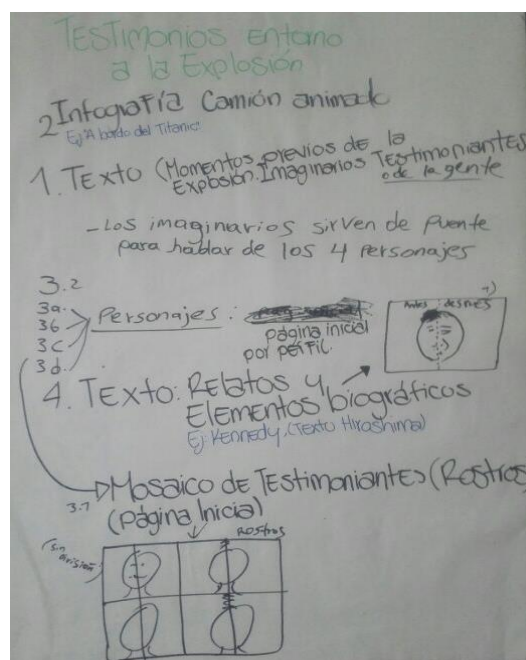 Testimonios entorno
a la Explosión
2 Infografía Camión animado
Ej "A bordo del Titanic"
1. Texto (Momentos previos de la
Explosión. Imaginarios Testimoniantes
o de la gente
- Los imaginarios sirven de puente
para hablar de los 4 personajes
3.2
3a.
3b
3c
3d.
Personajes:
página inicial
por perfil.
Antes después
4. Texto: Relatos y
Elementos biográficos
Ej: Kennedy, (Texto Hiroshima)
3.1
Mosaico de Testimoniantes (Rostros
(Página Inicial)
Rostros
(sin
división)